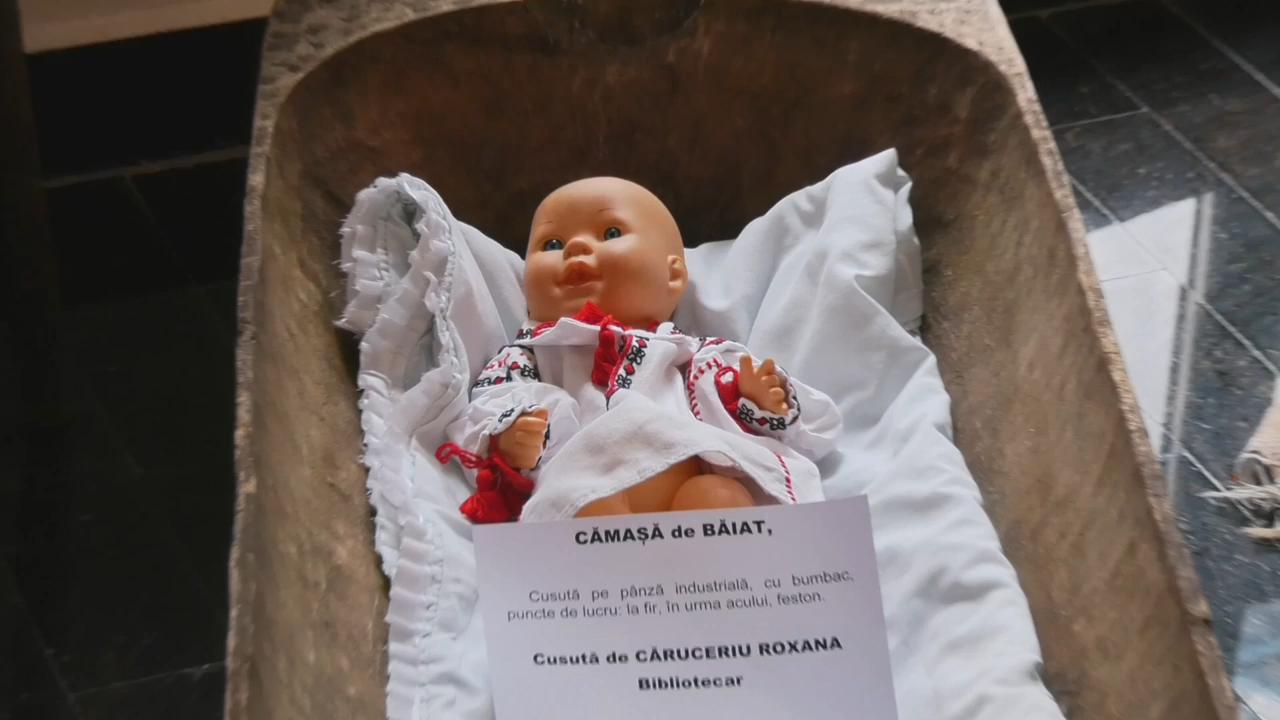 CĂMAȘĂ de BĂIAT,
Cusută pe pânză industrială, cu bumbac,
puncte de lucru: la fir, în urma acului, feston.
Cusută de CĂRUCERIU ROXANA
Bibliotecar